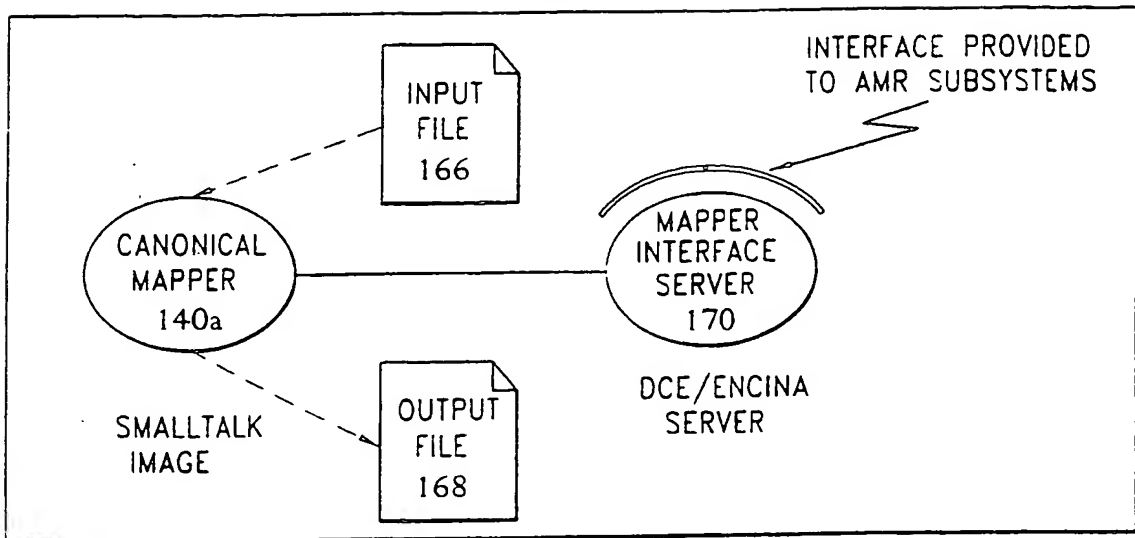 INTERFACE PROVIDED
TO AMR SUBSYSTEMS
INPUT
FILE
166
CANONICAL
MAPPER
140a
MAPPER
INTERFACE
SERVER
170
SMALLTALK
IMAGE
OUTPUT
FILE
168
DCE/ENCINA
SERVER